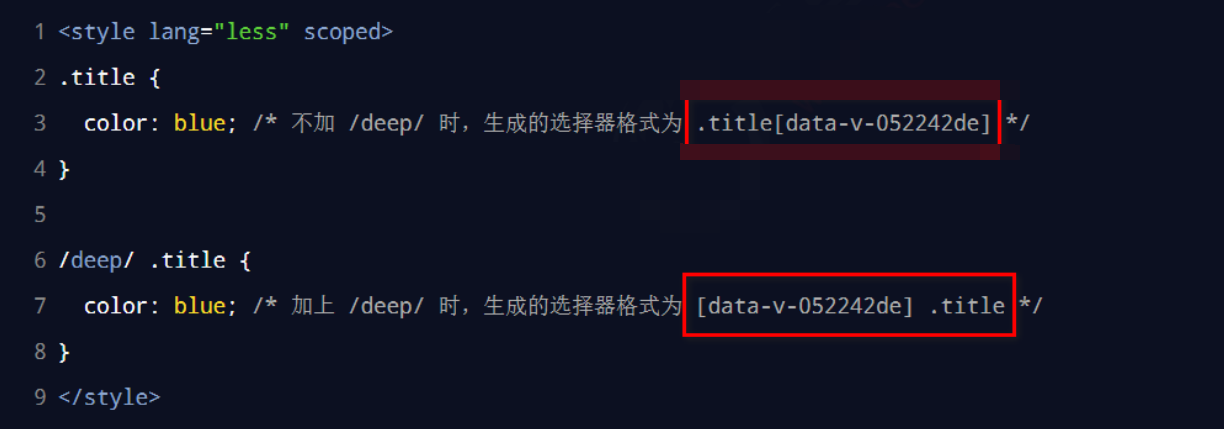 1 <style lang="less" scoped>
2 .title {
3 color: blue; /* 不加 /deep/ 时，生成的选择器格式为 .title[data-v-052242de] */
4 }
5
6 /deep/ .title {
7 color: blue; /* 加上 /deep/ 时，生成的选择器格式为 [data-v-052242de] .title */
8 }
9 </style>